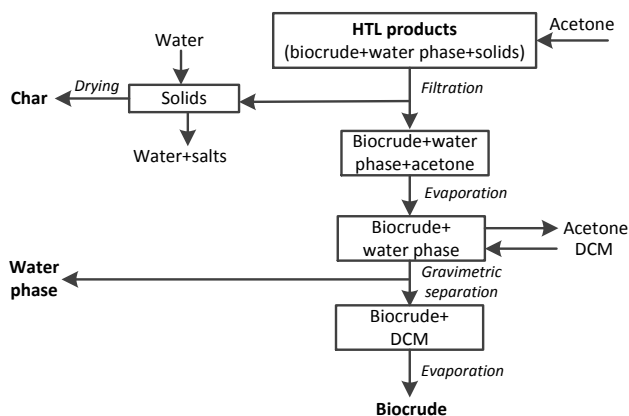 HTL products
(biocrude+water phase+solids)
Acetone
Water
Filtration
Drying
Char
Solids
Water+salts
Biocrude+water
phase+acetone
Evaporation
Biocrude+
water phase
Acetone
DCM
Water
phase
Gravimetric
separation
Biocrude+
DCM
Evaporation
Biocrude